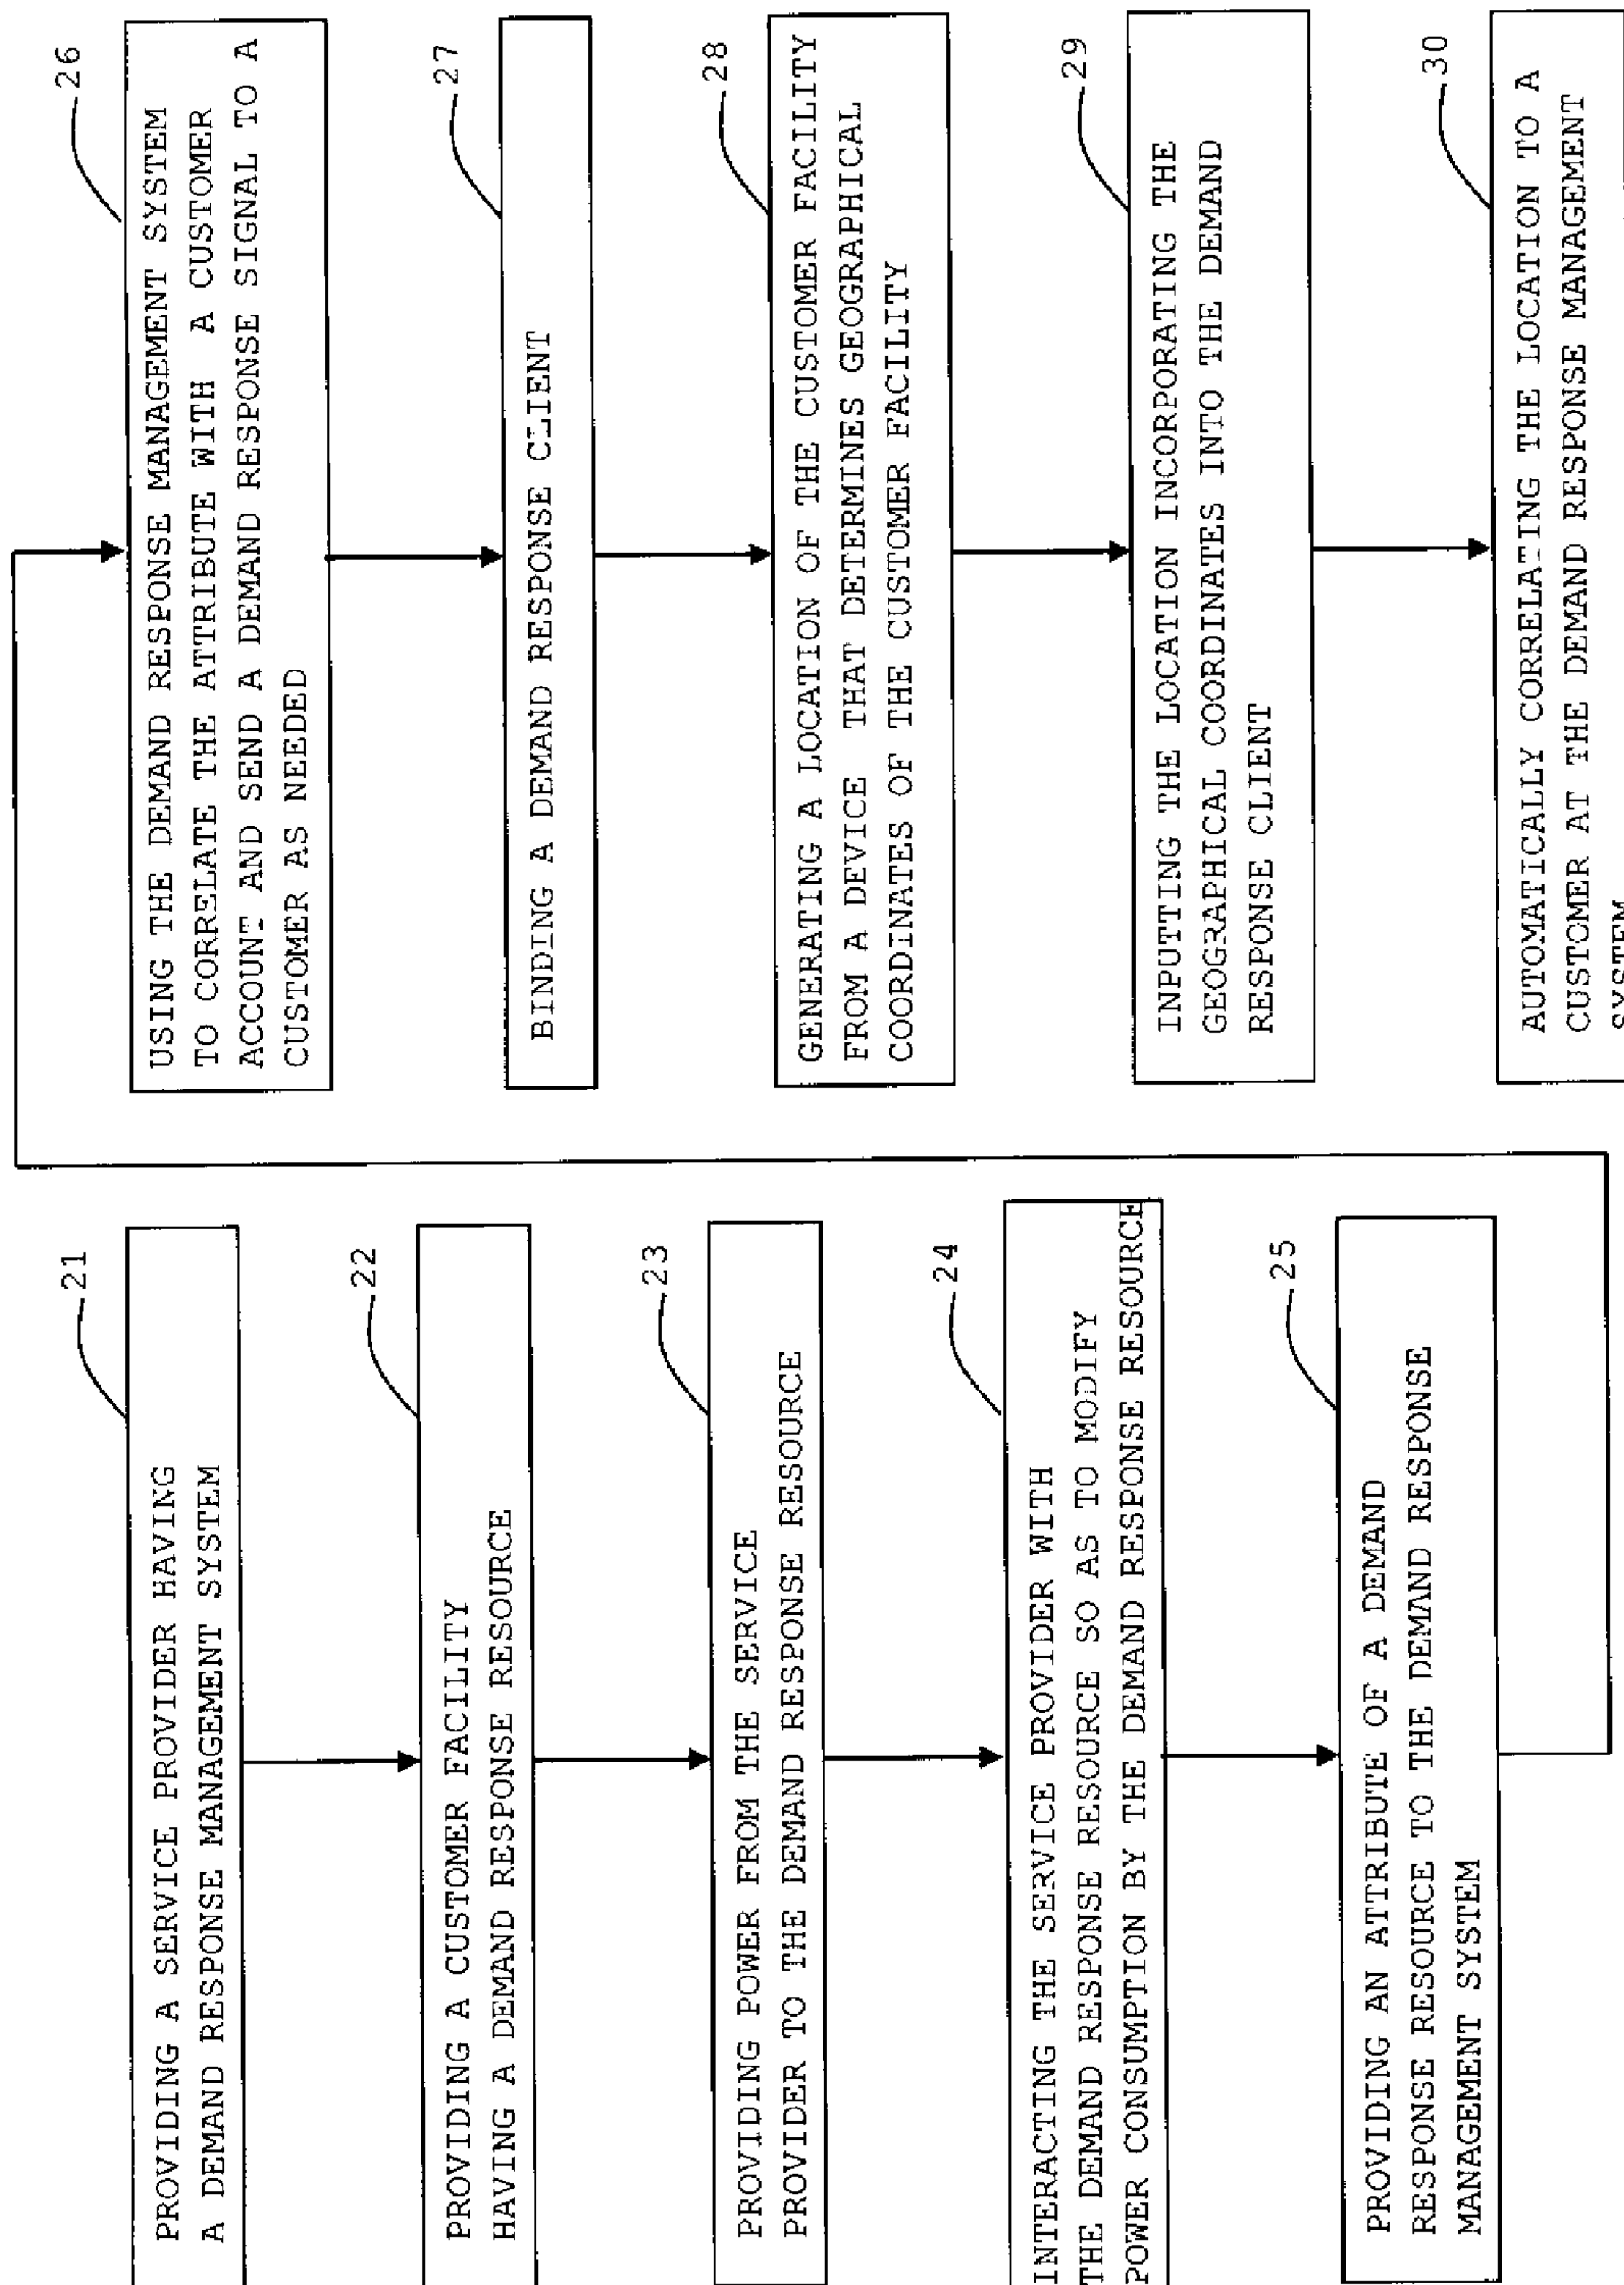 21
PROVIDING A SERVICE PROVIDER HAVING
A DEMAND RESPONSE MANAGEMENT SYSTEM
22
PROVIDING A CUSTOMER FACILITY
HAVING A DEMAND RESPONSE RESOURCE
23
PROVIDING POWER FROM THE SERVICE
PROVIDER TO THE DEMAND RESPONSE RESOURCE
24
INTERACTING THE SERVICE PROVIDER WITH
THE DEMAND RESPONSE RESOURCE SO AS TO MODIFY
POWER CONSUMPTION BY THE DEMAND RESPONSE RESOURCE
25
PROVIDING AN ATTRIBUTE OF A DEMAND
RESPONSE RESOURCE TO THE DEMAND RESPONSE
MANAGEMENT SYSTEM
26
USING THE DEMAND RESPONSE MANAGEMENT SYSTEM
TO CORRELATE THE ATTRIBUTE WITH A CUSTOMER
ACCOUNT AND SEND A DEMAND RESPONSE SIGNAL TO A
CUSTOMER AS NEEDED
27
BINDING A DEMAND RESPONSE CLIENT
28
GENERATING A LOCATION OF THE CUSTOMER FACILITY
FROM A DEVICE THAT DETERMINES GEOGRAPHICAL
COORDINATES OF THE CUSTOMER FACILITY
29
INPUTTING THE LOCATION INCORPORATING THE
GEOGRAPHICAL COORDINATES INTO THE DEMAND
RESPONSE CLIENT
30
AUTOMATICALLY CORRELATING THE LOCATION TO A
CUSTOMER AT THE DEMAND RESPONSE MANAGEMENT
SYSTEM